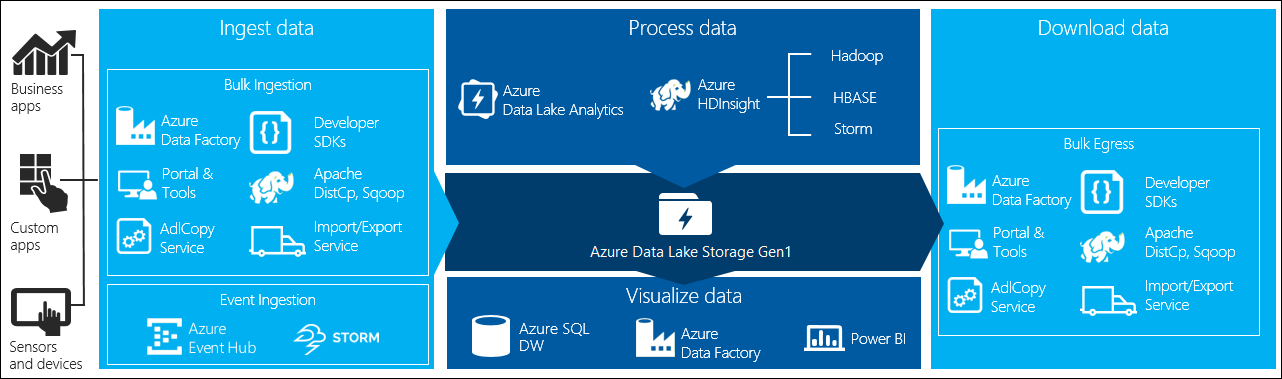 Business
apps
Custom
apps
Sensors
and devices
Ingest data
Bulk Ingestion
Azure
Data Factory
Developer
SDKs
Portal &
Tools
Apache
DistCp, Sqoop
AdlCopy
Service
Import/Export
Service
Event Ingestion
Azure
Event Hub
STORM
Process data
Azure
Data Lake Analytics
Azure
HDInsight
Hadoop
HBASE
Storm
Azure Data Lake Storage Gen1
Visualize data
Azure SQL
DW
Azure
Data Factory
Power BI
Download data
Bulk Egress
Azure
Data Factory
Developer
SDKs
Portal &
Tools
Apache
DistCp, Sqoop
AdlCopy
Service
Import/Export
Service